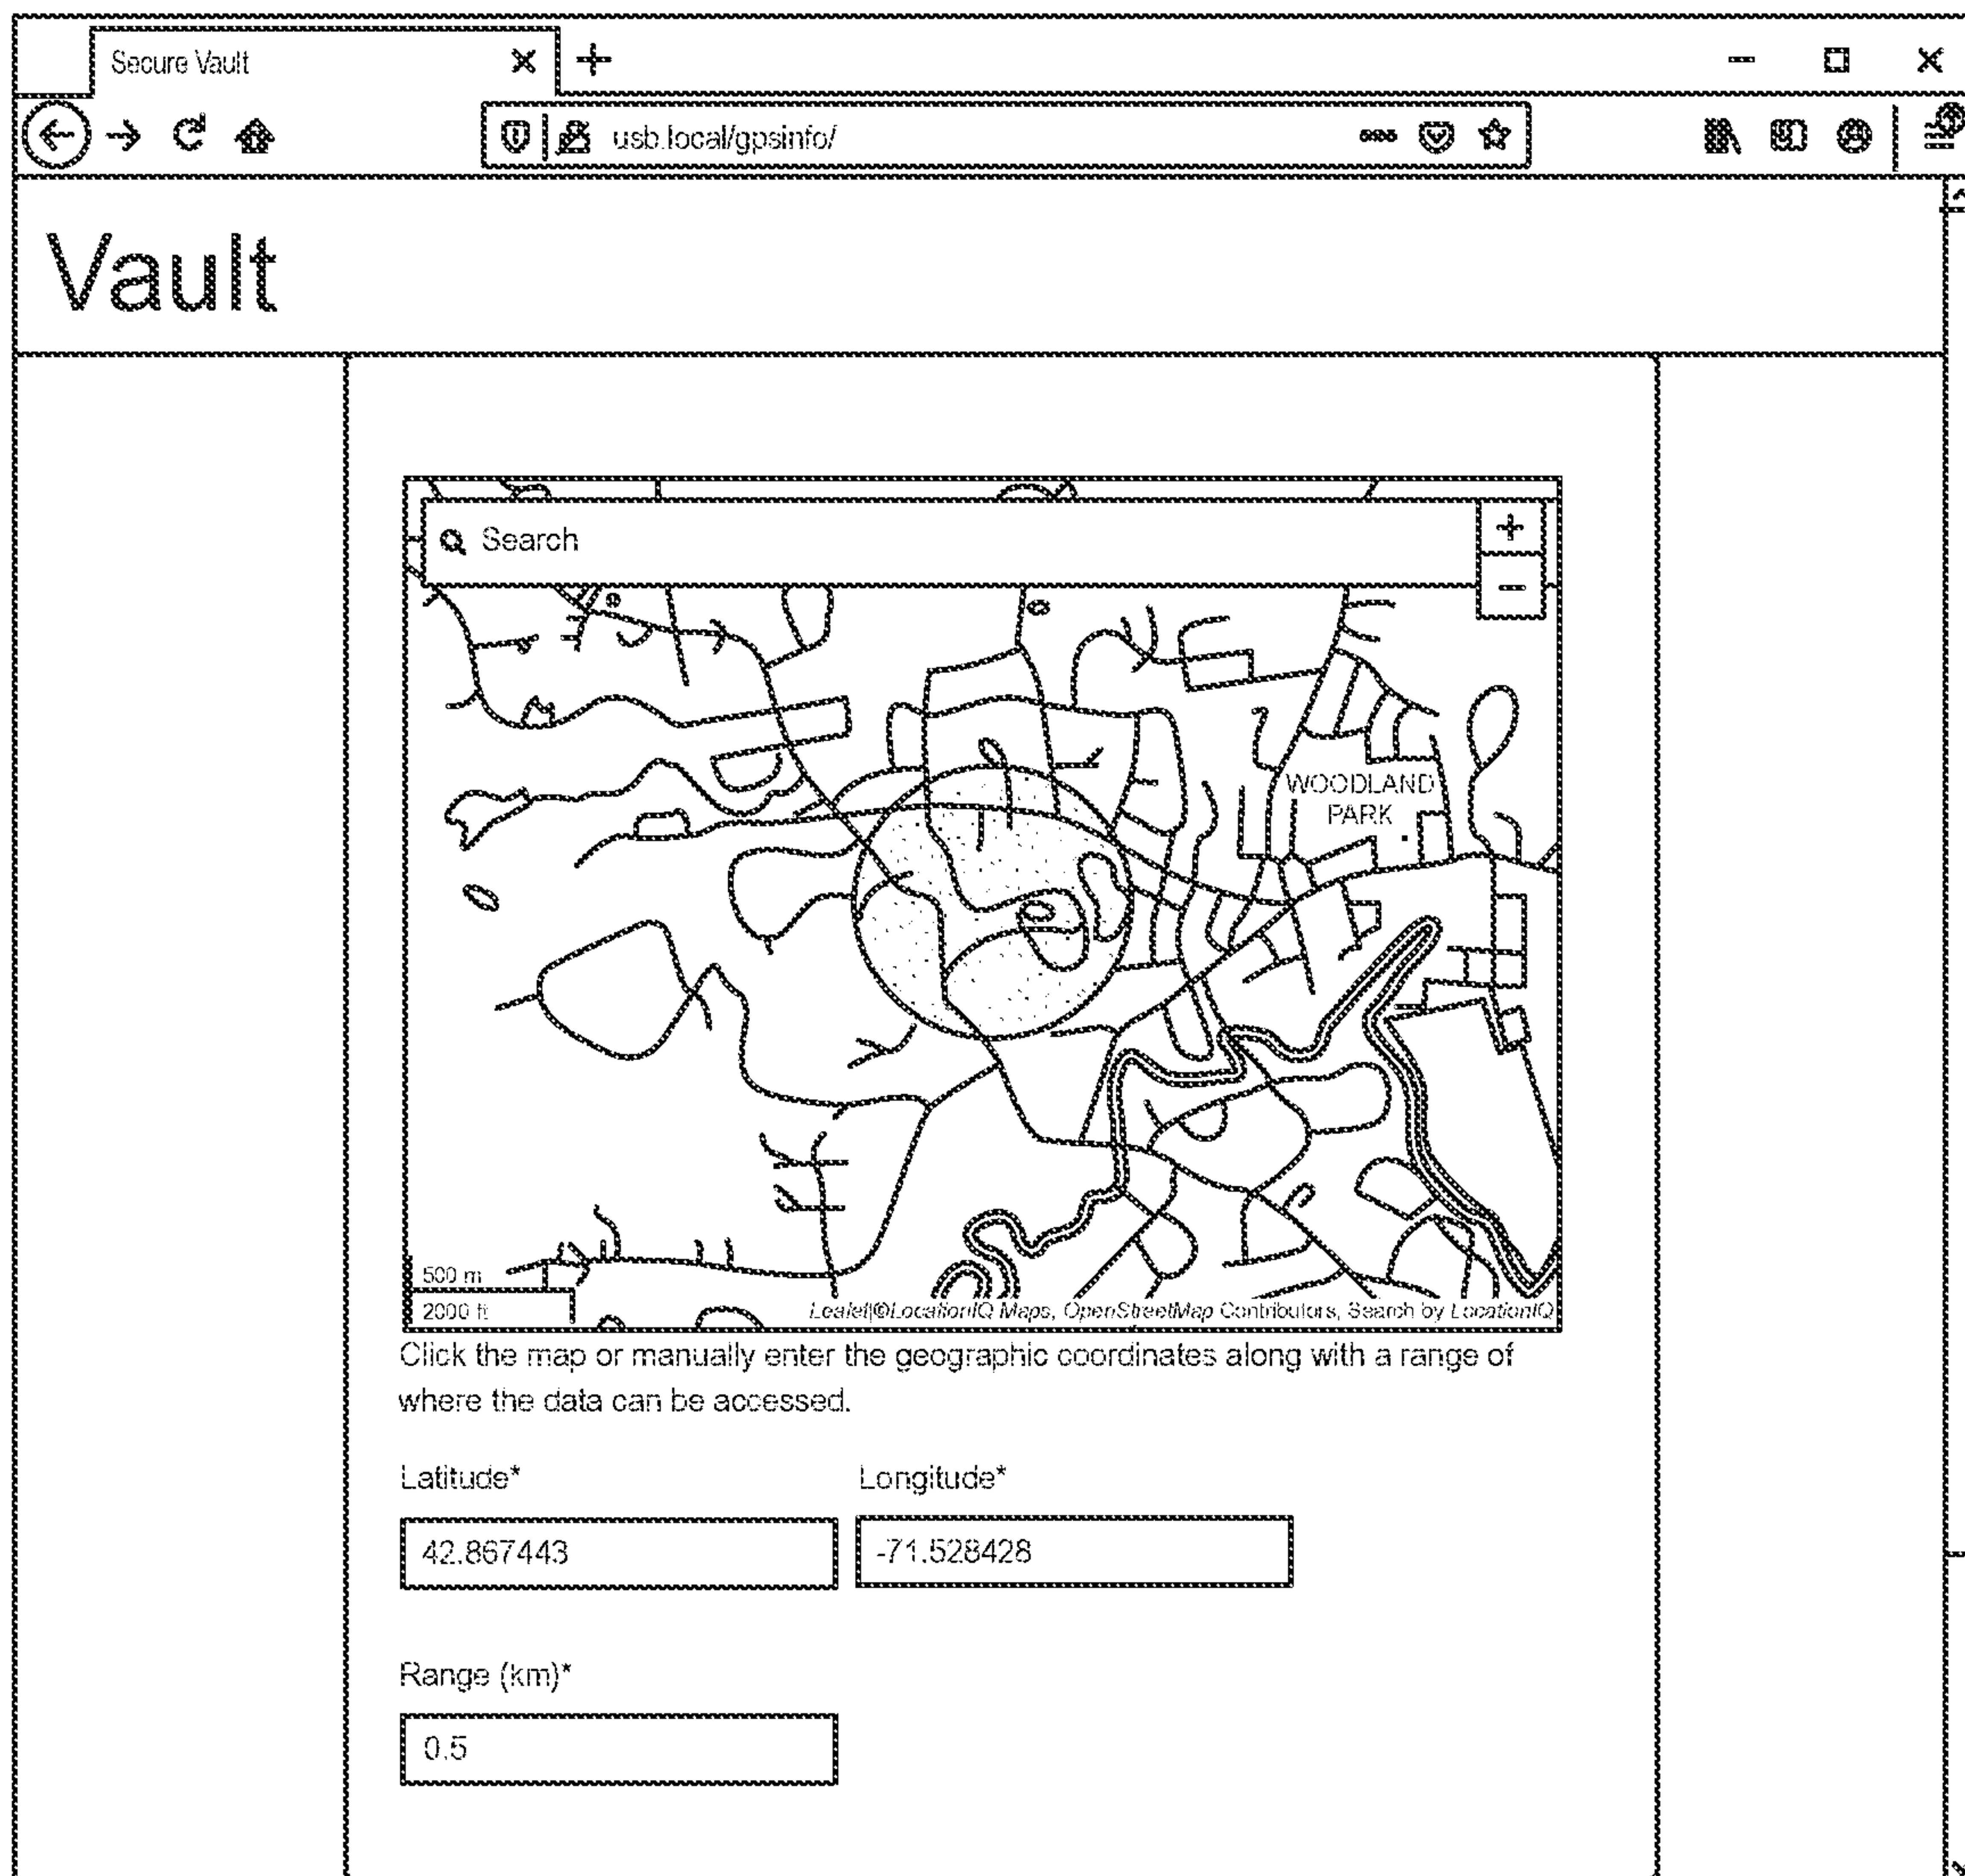 Secure Vault
usb.local/gpsinfo/
Vault
Search
WOODLAND
PARK
500 m
2000 ft
Leaflet|©LocationIQ Maps, OpenStreetMap Contributors, Search by LocationIQ
Click the map or manually enter the geographic coordinates along with a range of
where the data can be accessed.
Latitude* Longitude*
42.867443 -71.528428
Range (km)*
0.5